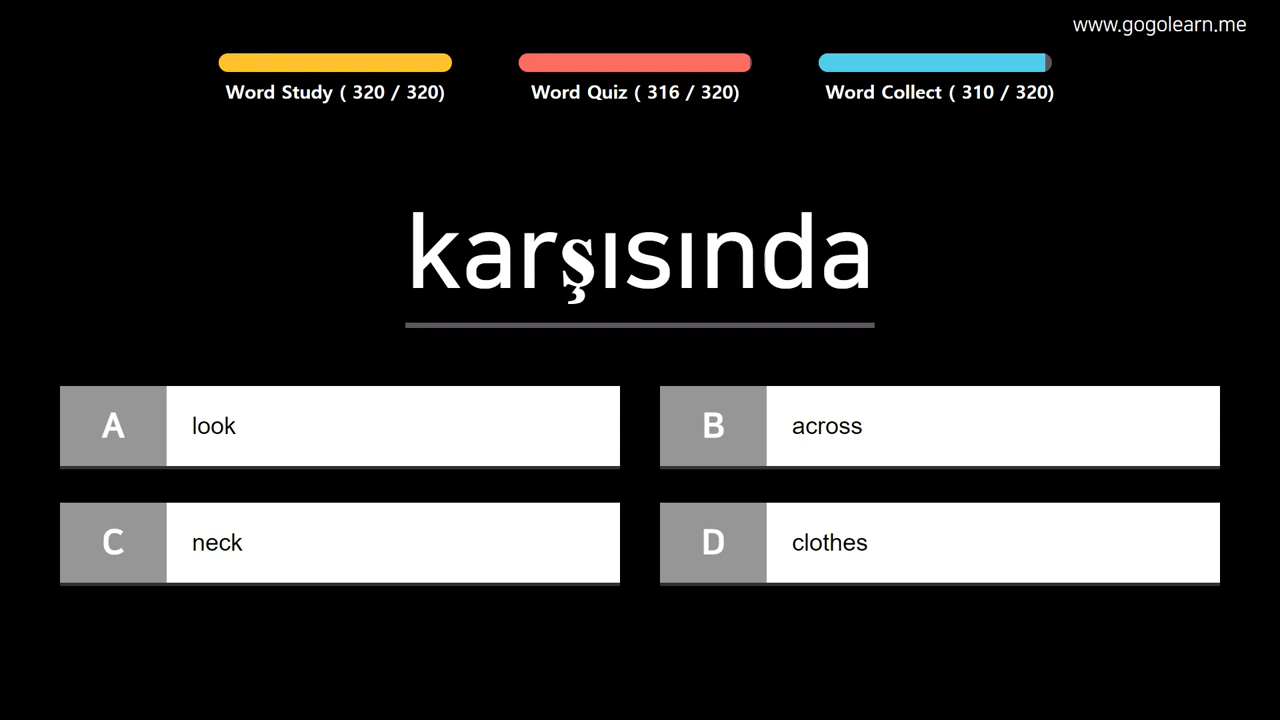 www.gogolearn.me
Word Study ( 320 / 320)
Word Quiz ( 316 / 320)
Word Collect ( 310 / 320)
karşısında
A look
B across
C neck
D clothes